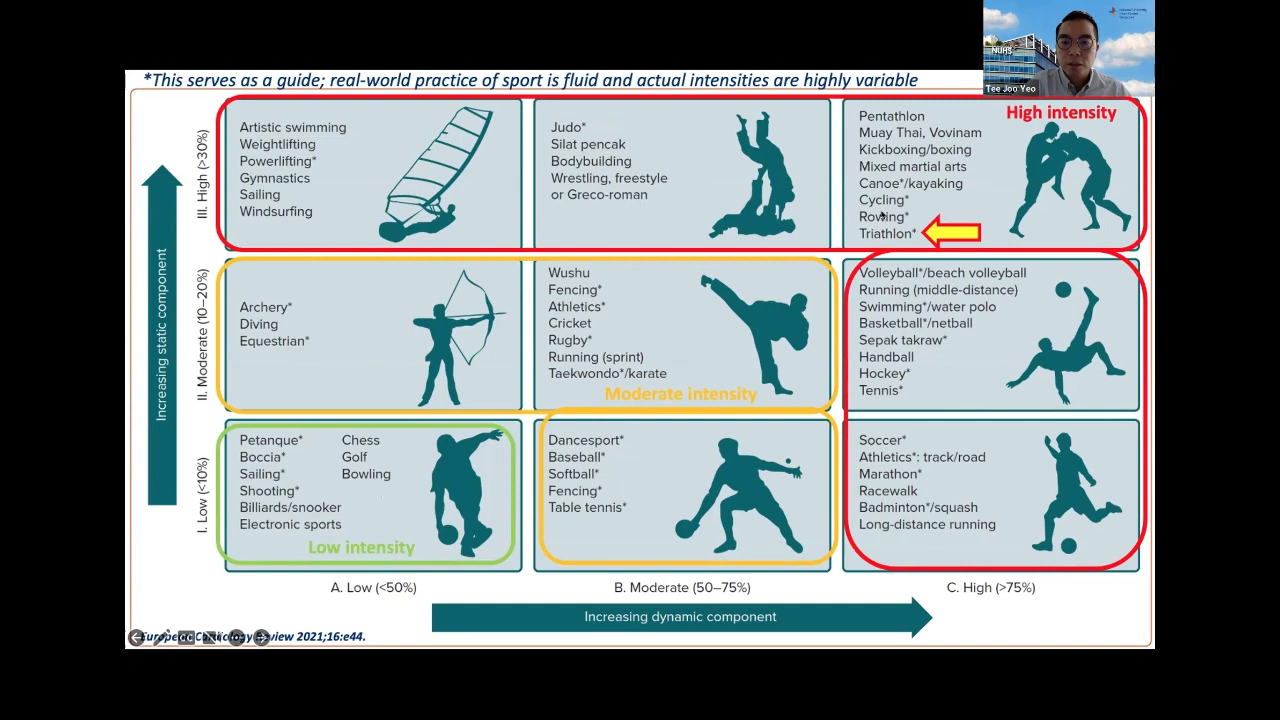 NUHS
Tee Joo Yeo
*This serves as a guide; real-world practice of sport is fluid and actual intensities are highly variable
Increasing static component
III. High (>30%)
Artistic swimming
Weightlifting
Powerlifting*
Gymnastics
Sailing
Windsurfing
Judo*
Silat pencak
Bodybuilding
Wrestling, freestyle
or Greco-roman
High intensity
Pentathlon
Muay Thai, Vovinam
Kickboxing/boxing
Mixed martial arts
Canoe*/kayaking
Cycling*
Rowing*
Triathlon*
II. Moderate (10–20%)
Archery*
Diving
Equestrian*
Wushu
Fencing*
Athletics*
Cricket
Rugby*
Running (sprint)
Taekwondo*/karate
Moderate intensity
Volleyball*/beach volleyball
Running (middle-distance)
Swimming*/water polo
Basketball*/netball
Sepak takraw*
Handball
Hockey*
Tennis*
I. Low (<10%)
Petanque* Chess
Boccia* Golf
Sailing* Bowling
Shooting*
Billiards/snooker
Electronic sports
Low intensity
Dancesport*
Baseball*
Softball*
Fencing*
Table tennis*
Soccer*
Athletics*: track/road
Marathon*
Racewalk
Badminton*/squash
Long-distance running
A. Low (<50%)
B. Moderate (50–75%)
C. High (>75%)
Increasing dynamic component
European Cardiology Review 2021;16:e44.